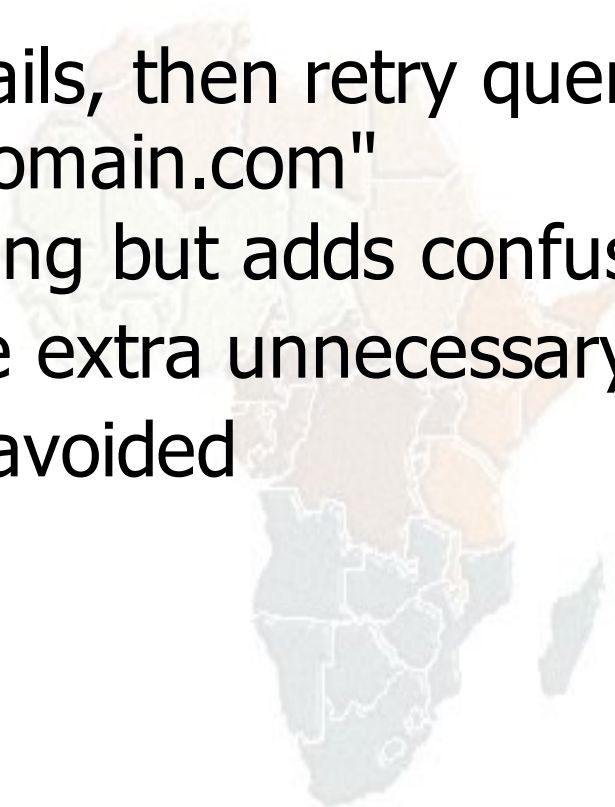 ails, then retry quer
omain.com"
ng but adds confus
e extra unnecessary
avoided